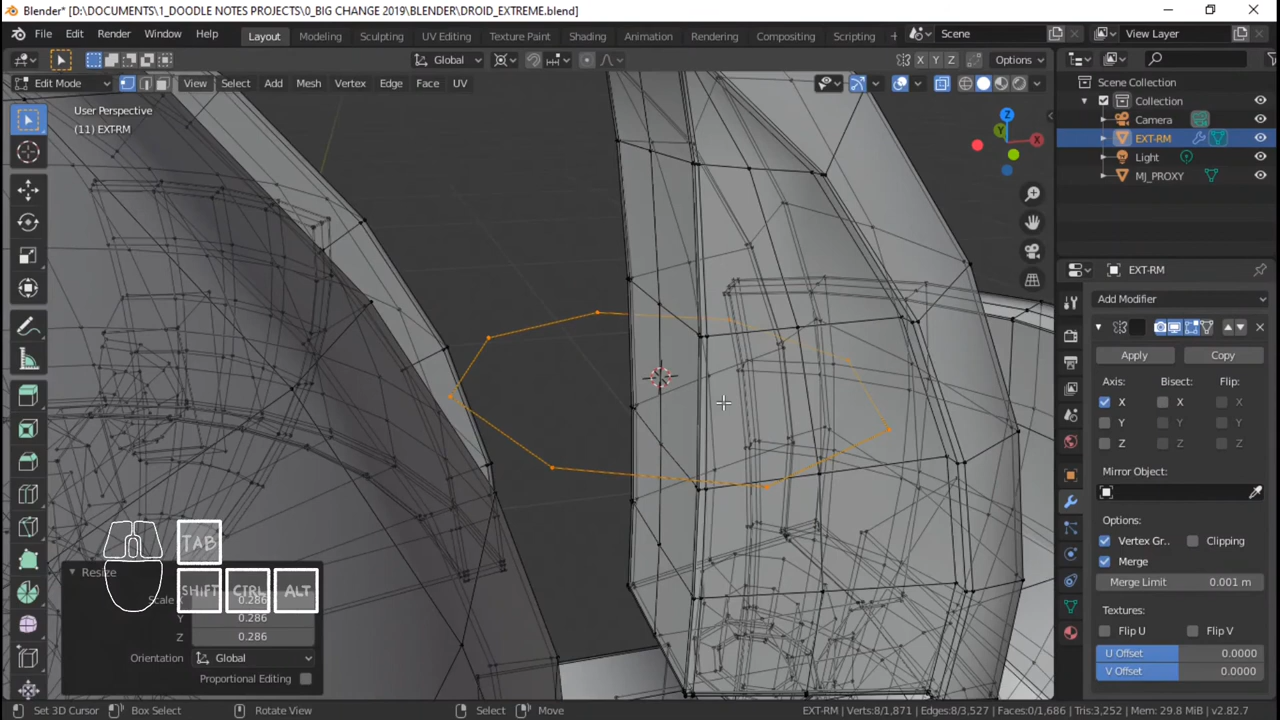 Blender* [D:\DOCUMENTS\1_DOODLE NOTES PROJECTS\0_BIG CHANGE 2019\BLENDER\DROID_EXTREME.blend]
File Edit Render Window Help Layout Modeling Sculpting UV Editing Texture Paint Shading Animation Rendering Compositing Scripting + Scene View Layer
Global X Y Z Options
Edit Mode View Select Add Mesh Vertex Edge Face UV
User Perspective
(11) EXT-RM
Z
Y
X
Scene Collection
Collection
Camera
EXT-RM
Light
MJ_PROXY
EXT-RM
Add Modifier
Apply Copy
Axis: Bisect: Flip:
X X X
Y Y Y
Z Z Z
Mirror Object:
Options:
Vertex Gr.. Clipping
Merge
Merge Limit 0.001 m
Textures:
Flip U Flip V
U Offset 0.0000
V Offset 0.0000
TAB
SHIFT CTRL ALT
Resize
Scale X 0.286
Y 0.286
Z 0.286
Orientation Global
Proportional Editing
Set 3D Cursor Box Select Rotate View Select Move EXT-RM | Verts:8/1,871 | Edges:8/3,527 | Faces:0/1,686 | Tris:3,252 | Mem: 29.8 MiB | v2.82.7